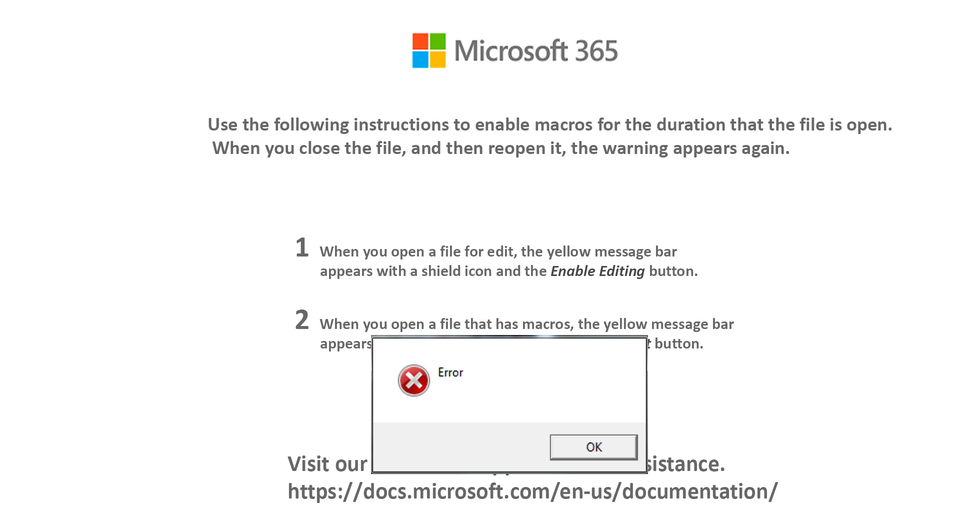 Microsoft 365
Use the following instructions to enable macros for the duration that the file is open.
When you close the file, and then reopen it, the warning appears again.
1 When you open a file for edit, the yellow message bar
appears with a shield icon and the Enable Editing button.
2 When you open a file that has macros, the yellow message bar
appears button.
Error
OK
Visit our
https://docs.microsoft.com/en-us/documentation/